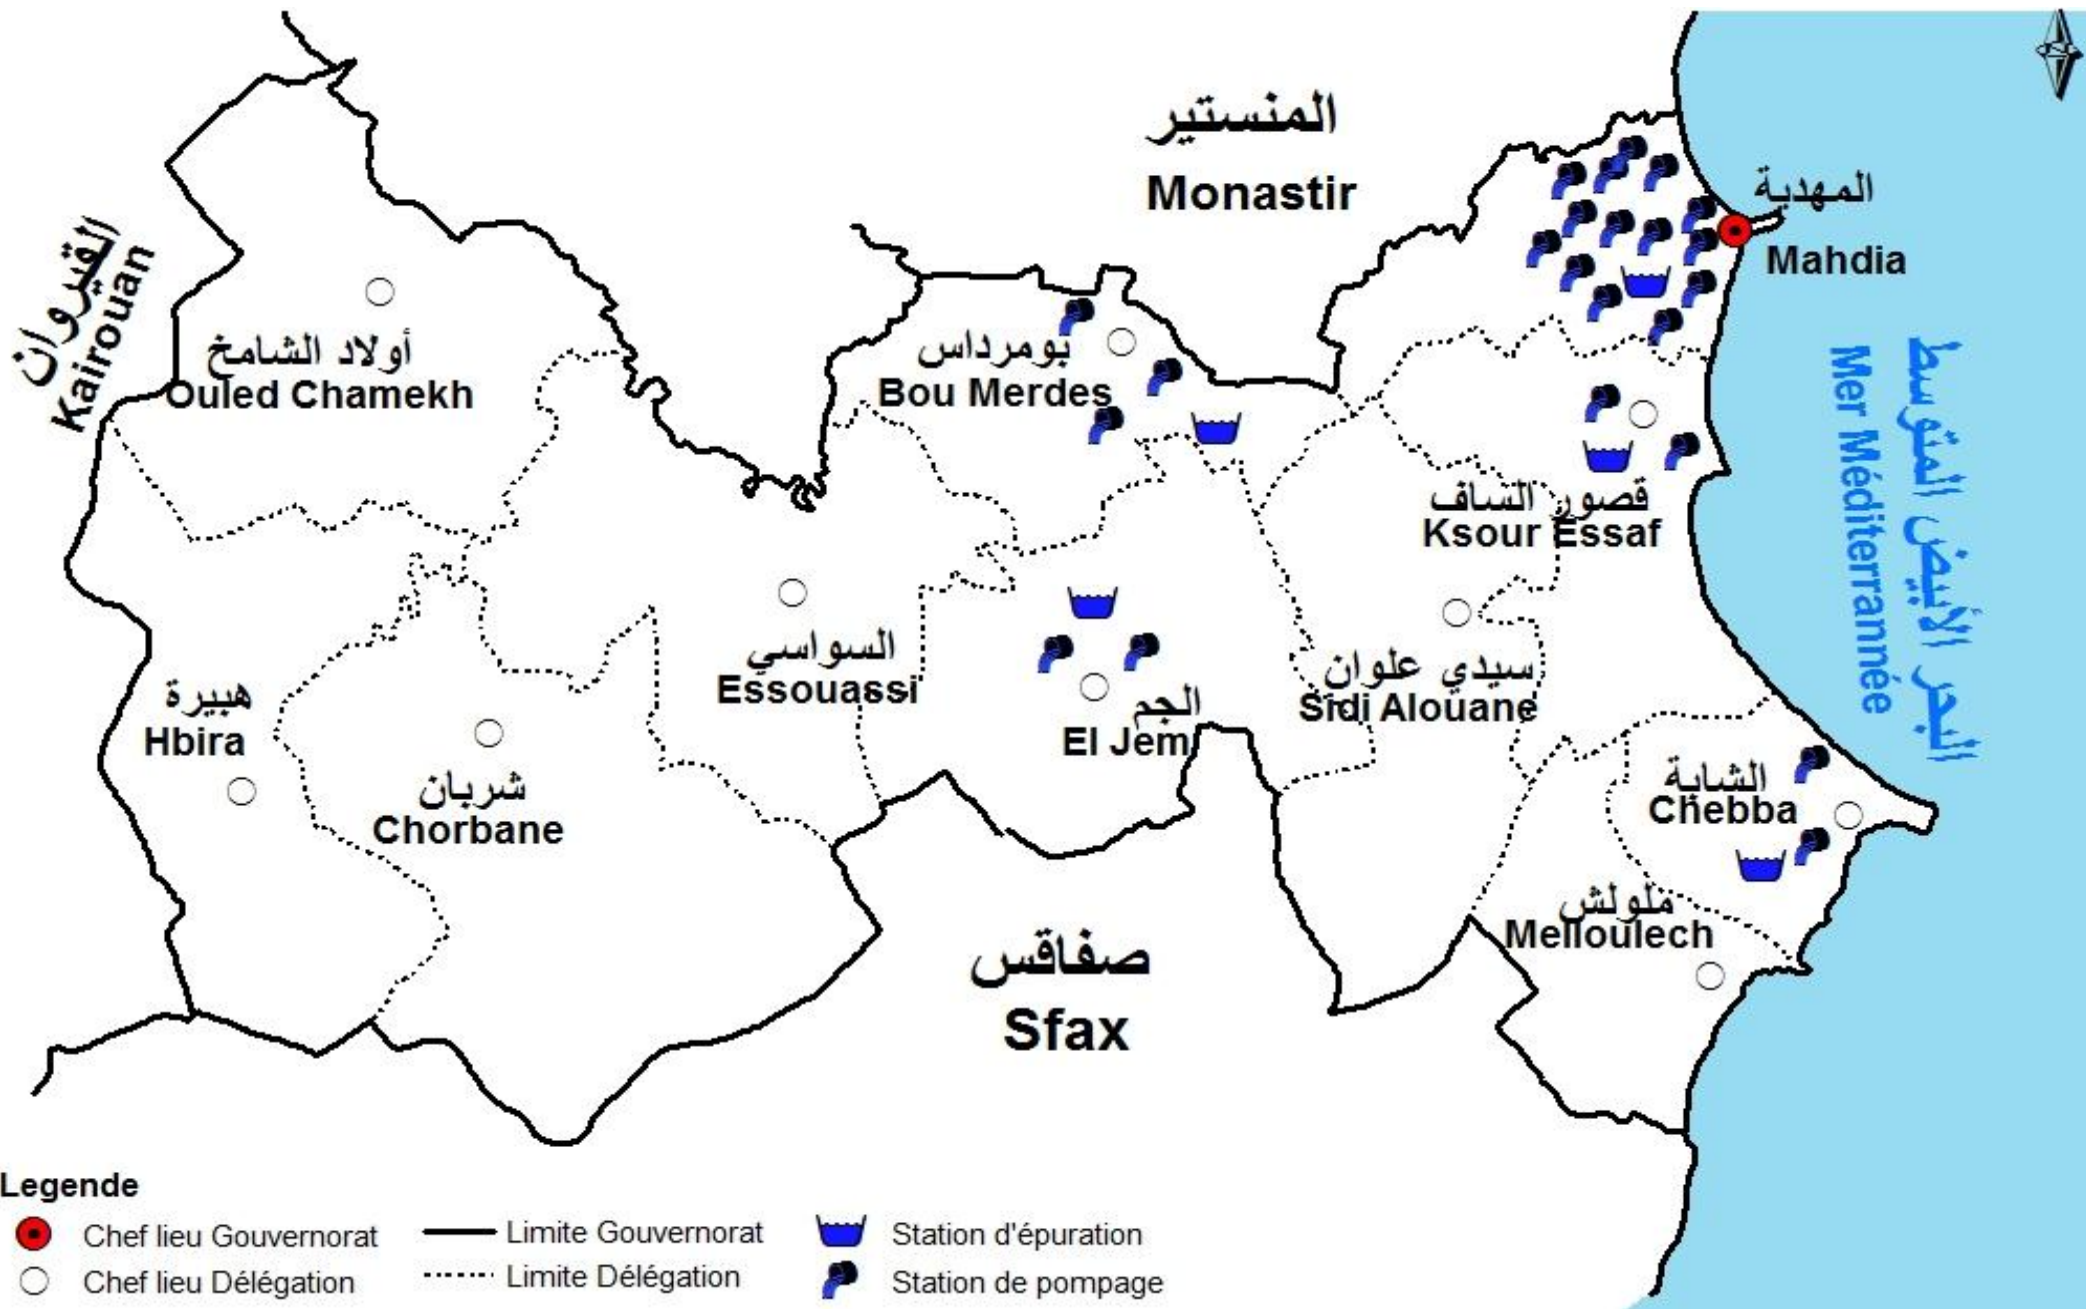 المنستير
Monastir
المهدية
Mahdia
القيروان
Kairouan
أولاد الشامخ
Ouled Chamekh
بومرداس
Bou Merdes
البحر الأبيض المتوسط
Mer Méditerrannée
قصور الساف
Ksour Essaf
السواسي
Essouassi
سيدي علوان
Sidi Alouane
هبيرة
Hbira
الجم
El Jem
شربان
Chorbane
الشابة
Chebba
ملولش
Melloulech
صفاقس
Sfax
Legende
Chef lieu Gouvernorat
Limite Gouvernorat
Station d'épuration
Chef lieu Délégation
Limite Délégation
Station de pompage